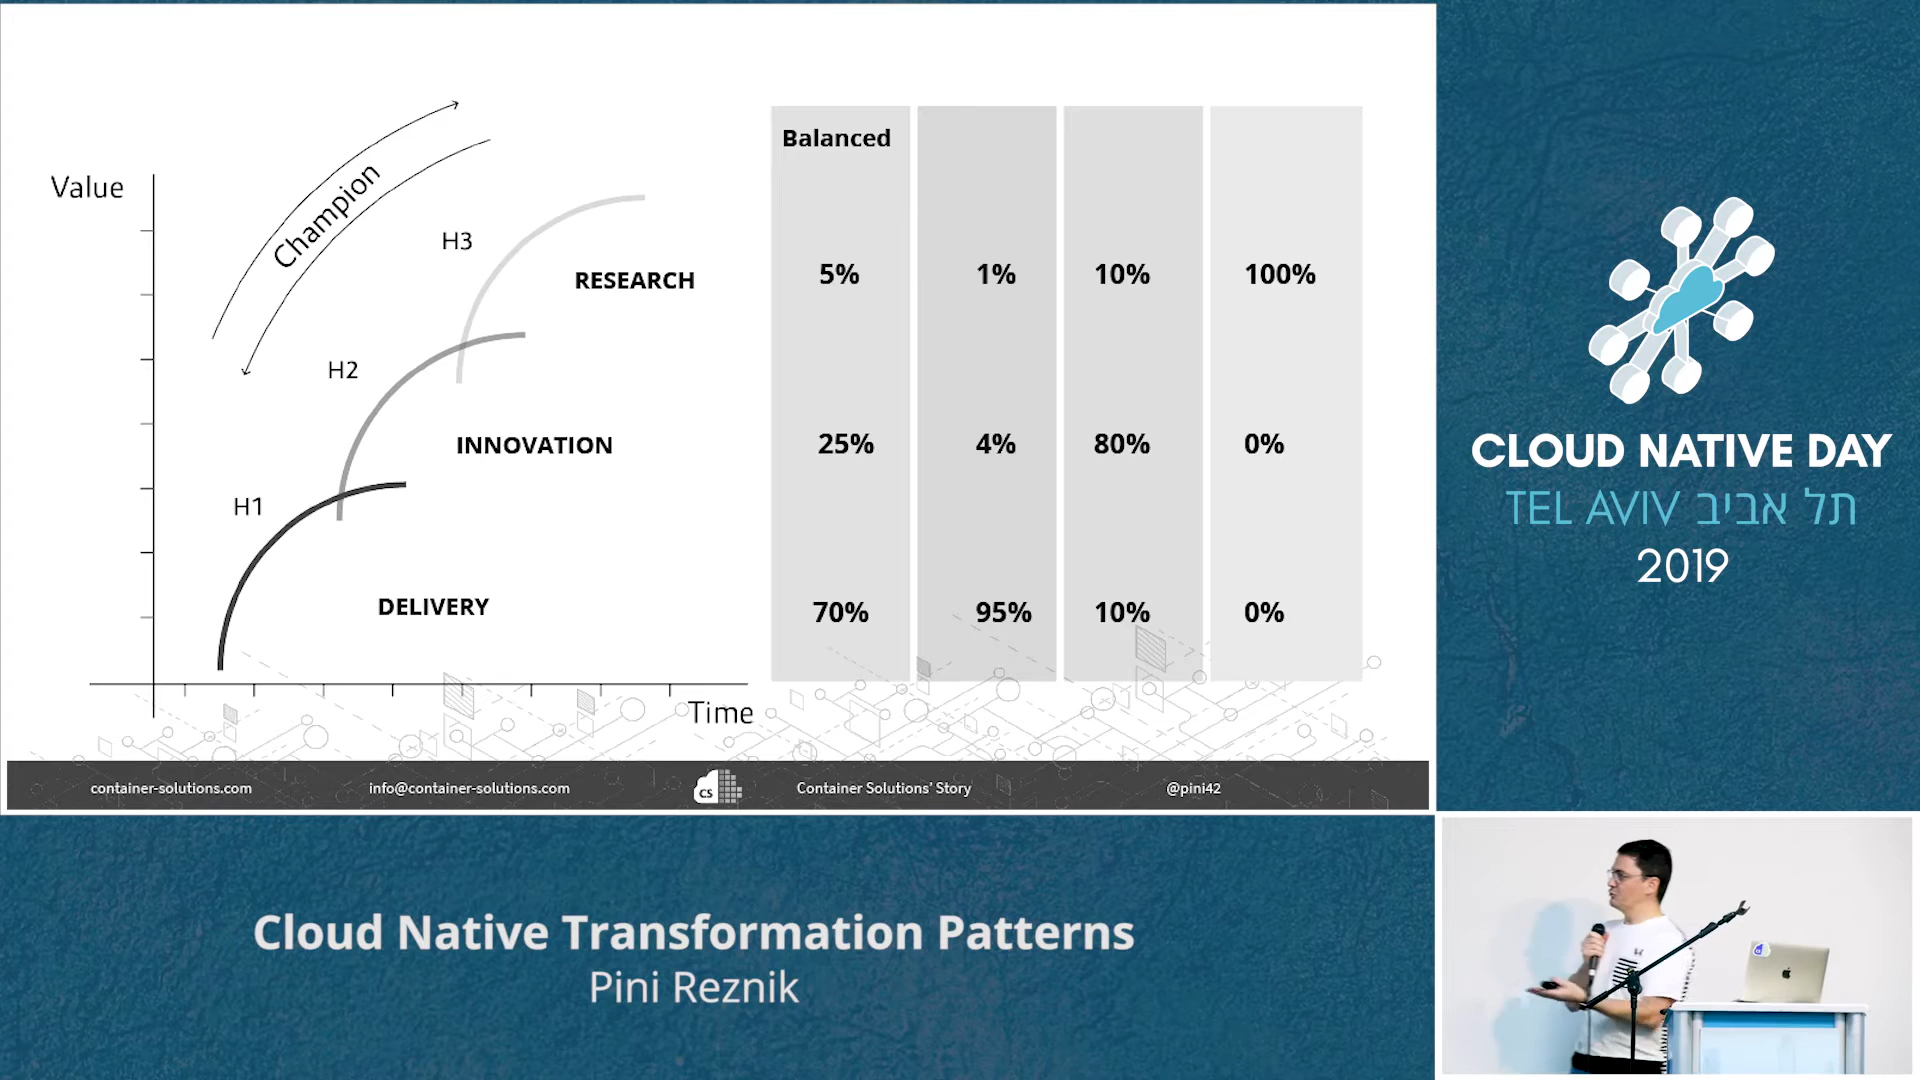 Value
Champion
H3
H2
H1
RESEARCH
INNOVATION
DELIVERY
Time
Balanced
5% 1% 10% 100%
25% 4% 80% 0%
70% 95% 10% 0%
container-solutions.com info@container-solutions.com CS Container Solutions' Story @pini42
CLOUD NATIVE DAY
TEL AVIV תל אביב
2019
Cloud Native Transformation Patterns
Pini Reznik